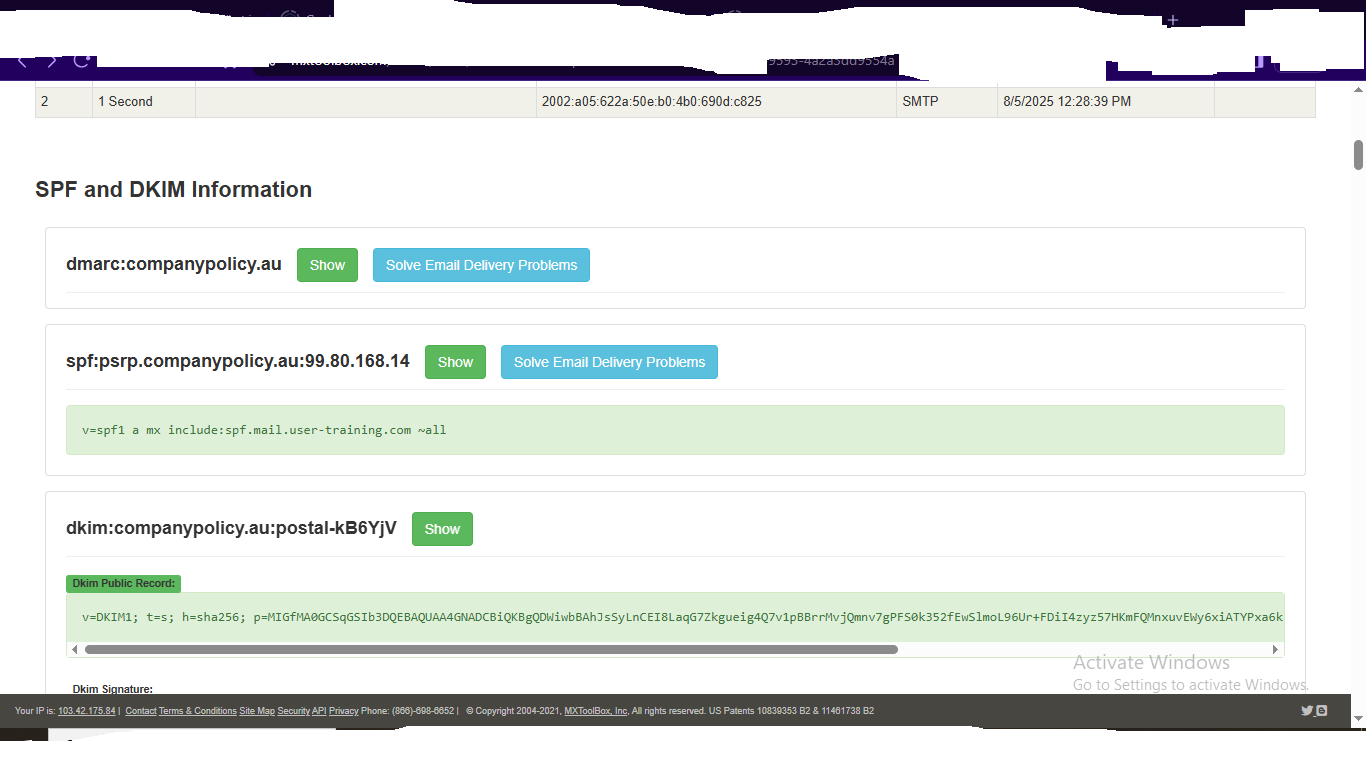 9593-4a2a3dd9554a
2 1 Second 2002:a05:622a:50e:b0:4b0:690d:c825 SMTP 8/5/2025 12:28:39 PM
SPF and DKIM Information
dmarc:companypolicy.au Show Solve Email Delivery Problems
spf:psrp.companypolicy.au:99.80.168.14 Show Solve Email Delivery Problems
v=spf1 a mx include:spf.mail.user-training.com ~all
dkim:companypolicy.au:postal-kB6YjV Show
Dkim Public Record:
v=DKIM1; t=s; h=sha256; p=MIGfMA0GCSqGSIb3DQEBAQUAA4GNADCBiQKBgQDWiwbBAhJsSyLnCEI8LaqG7Zkgueig4Q7v1pBBrrMvjQmnv7gPFS0k352fEwSlmoL96Ur+FDiI4zyz57HKmFQMnxuvEWy6xiATYPxa6k
Dkim Signature:
Activate Windows
Go to Settings to activate Windows.
Your IP is: 103.42.175.84 | Contact Terms & Conditions Site Map Security API Privacy Phone: (866)-698-6652 | © Copyright 2004-2021, MXToolBox, Inc, All rights reserved. US Patents 10839353 B2 & 11461738 B2